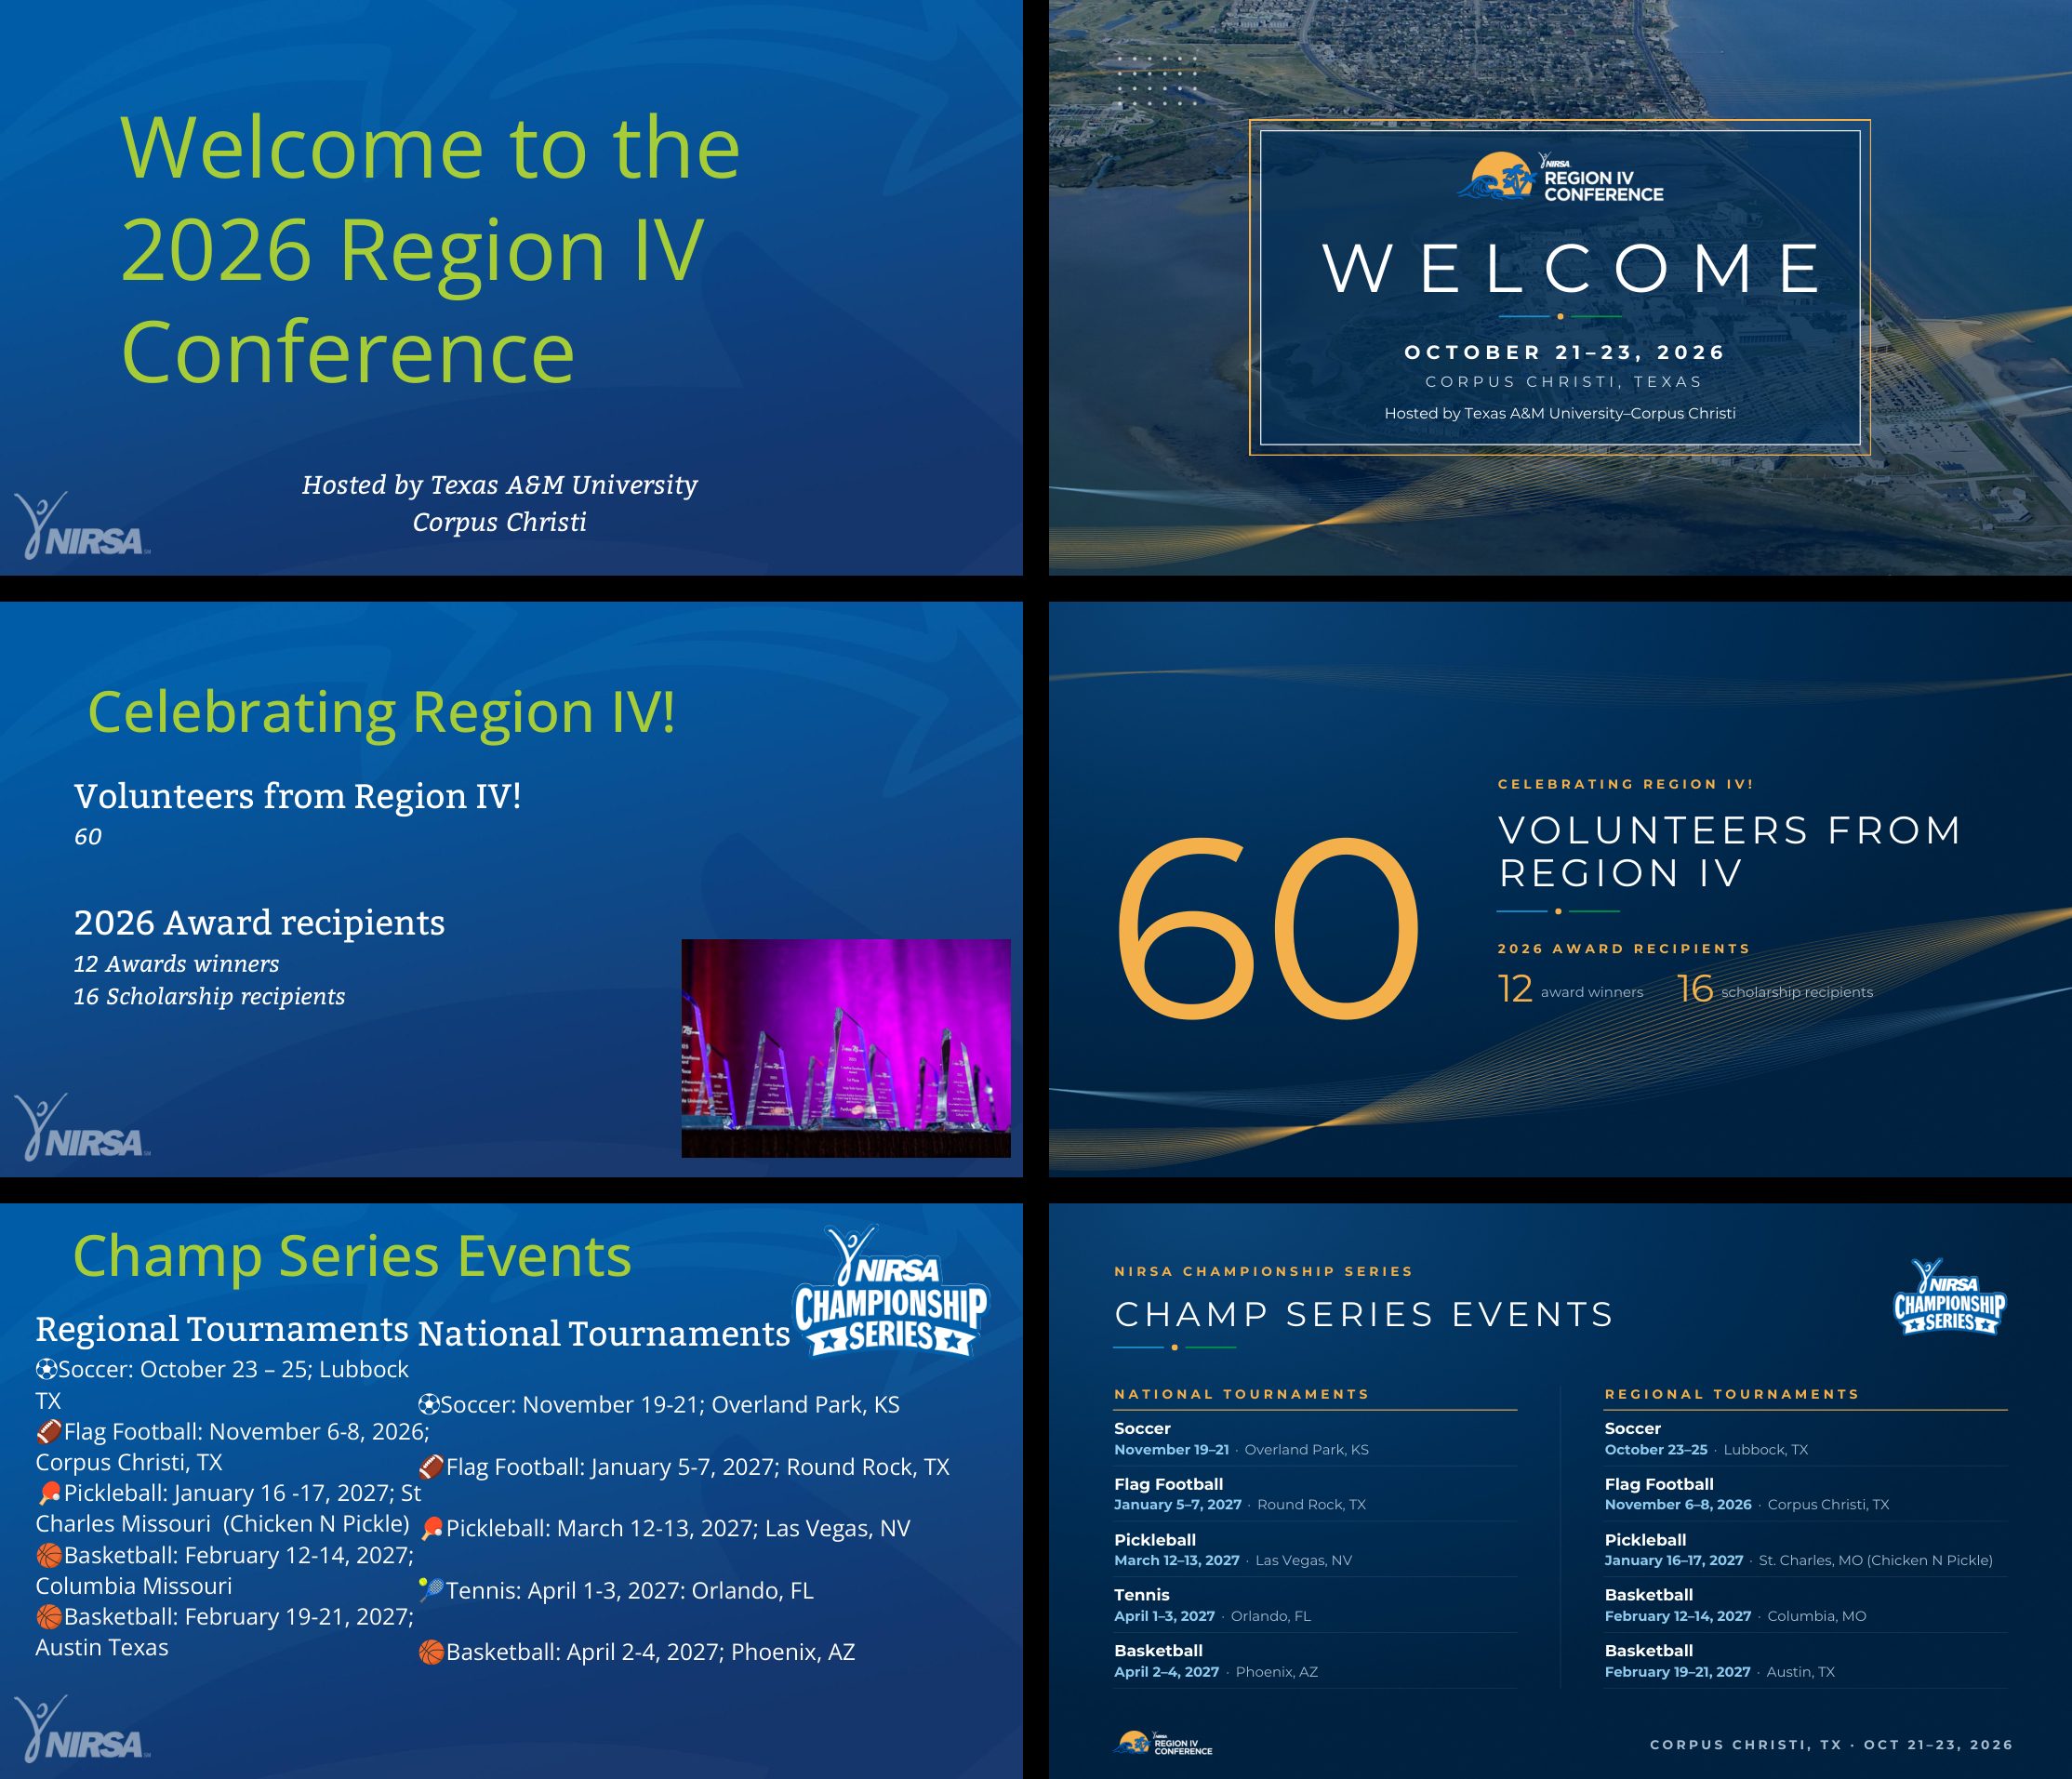 Welcome to the
2026 Region IV
Conference
Hosted by Texas A&M University
Corpus Christi
NIRSA
NIRSA
REGION IV
CONFERENCE
WELCOME
OCTOBER 21–23, 2026
CORPUS CHRISTI, TEXAS
Hosted by Texas A&M University–Corpus Christi
Celebrating Region IV!
Volunteers from Region IV!
60
2026 Award recipients
12 Awards winners
16 Scholarship recipients
NIRSA
60
CELEBRATING REGION IV!
VOLUNTEERS FROM
REGION IV
2026 AWARD RECIPIENTS
12 award winners 16 scholarship recipients
Champ Series Events
NIRSA
CHAMPIONSHIP
SERIES
Regional Tournaments
⚽Soccer: October 23 – 25; Lubbock
TX
🏈Flag Football: November 6-8, 2026;
Corpus Christi, TX
🏓Pickleball: January 16 -17, 2027; St
Charles Missouri (Chicken N Pickle)
🏀Basketball: February 12-14, 2027;
Columbia Missouri
🏀Basketball: February 19-21, 2027;
Austin Texas
National Tournaments
⚽Soccer: November 19-21; Overland Park, KS
🏈Flag Football: January 5-7, 2027; Round Rock, TX
🏓Pickleball: March 12-13, 2027; Las Vegas, NV
🎾Tennis: April 1-3, 2027: Orlando, FL
🏀Basketball: April 2-4, 2027; Phoenix, AZ
NIRSA
NIRSA CHAMPIONSHIP SERIES
CHAMP SERIES EVENTS
NIRSA
CHAMPIONSHIP
SERIES
NATIONAL TOURNAMENTS
Soccer
November 19–21 · Overland Park, KS
Flag Football
January 5–7, 2027 · Round Rock, TX
Pickleball
March 12–13, 2027 · Las Vegas, NV
Tennis
April 1–3, 2027 · Orlando, FL
Basketball
April 2–4, 2027 · Phoenix, AZ
REGIONAL TOURNAMENTS
Soccer
October 23–25 · Lubbock, TX
Flag Football
November 6–8, 2026 · Corpus Christi, TX
Pickleball
January 16–17, 2027 · St. Charles, MO (Chicken N Pickle)
Basketball
February 12–14, 2027 · Columbia, MO
Basketball
February 19–21, 2027 · Austin, TX
NIRSA
REGION IV
CONFERENCE
CORPUS CHRISTI, TX · OCT 21–23, 2026